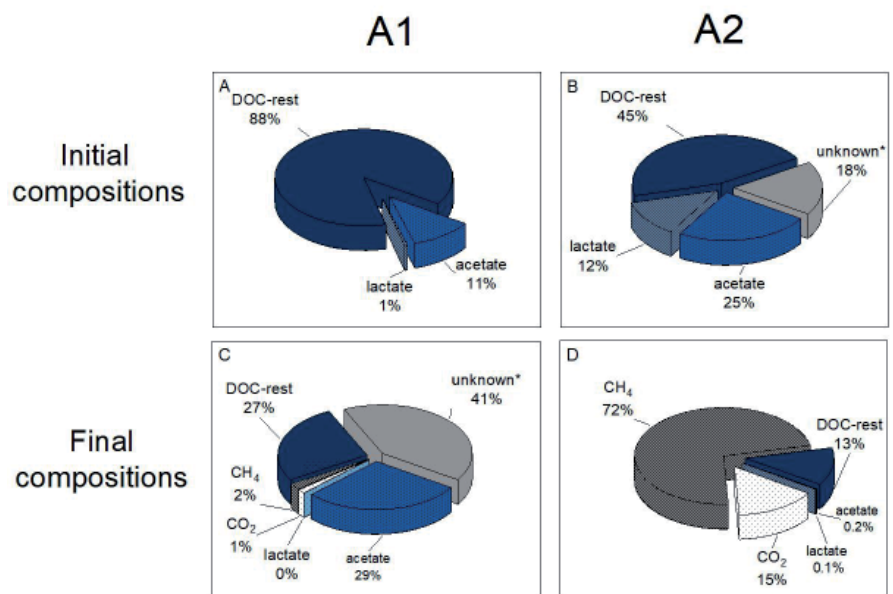 A1
A2
Initial
compositions
A
DOC-rest
88%
lactate
1%
acetate
11%
B
DOC-rest
45%
unknown*
18%
lactate
12%
acetate
25%
Final
compositions
C
DOC-rest
27%
unknown*
41%
CH₄
2%
CO₂
1%
lactate
0%
acetate
29%
D
CH₄
72%
DOC-rest
13%
acetate
0.2%
lactate
0.1%
CO₂
15%